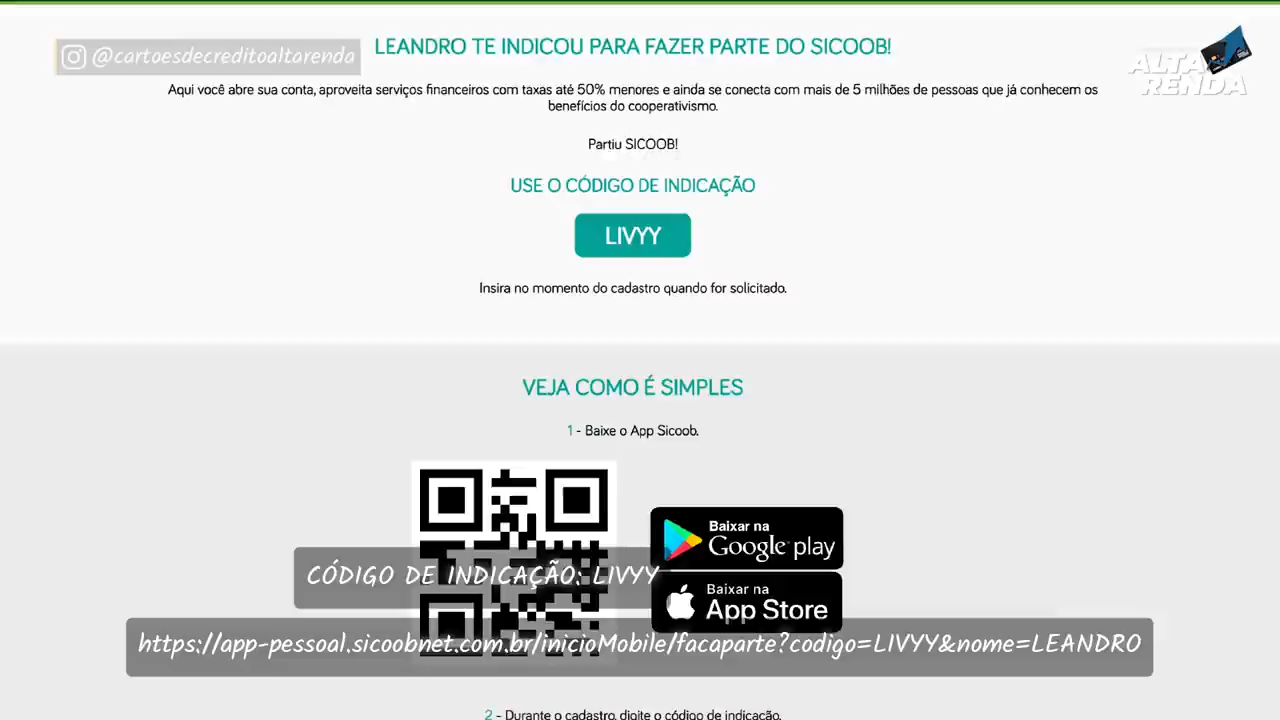 @cartoesdecreditoaltarenda
LEANDRO TE INDICOU PARA FAZER PARTE DO SICOOB!
ALTA
RENDA
Aqui você abre sua conta, aproveita serviços financeiros com taxas até 50% menores e ainda se conecta com mais de 5 milhões de pessoas que já conhecem os
benefícios do cooperativismo.
Partiu SICOOB!
USE O CÓDIGO DE INDICAÇÃO
LIVYY
Insira no momento do cadastro quando for solicitado.
VEJA COMO É SIMPLES
1 - Baixe o App Sicoob.
Baixar na
Google play
Baixar na
App Store
CÓDIGO DE INDICAÇÃO: LIVYY
https://app-pessoal.sicoobnet.com.br/inicioMobile/facaparte?codigo=LIVYY&nome=LEANDRO
2 - Durante o cadastro, digite o código de indicação.